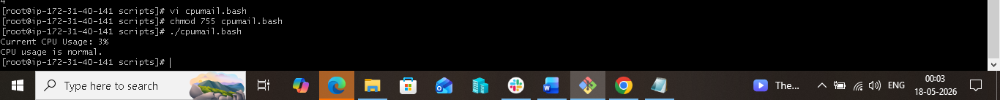 [root@ip-172-31-40-141 scripts]# vi cpumail.bash
[root@ip-172-31-40-141 scripts]# chmod 755 cpumail.bash
[root@ip-172-31-40-141 scripts]# ./cpumail.bash
Current CPU Usage: 3%
CPU usage is normal.
[root@ip-172-31-40-141 scripts]#
Type here to search
The...
ENG
00:03
18-05-2026